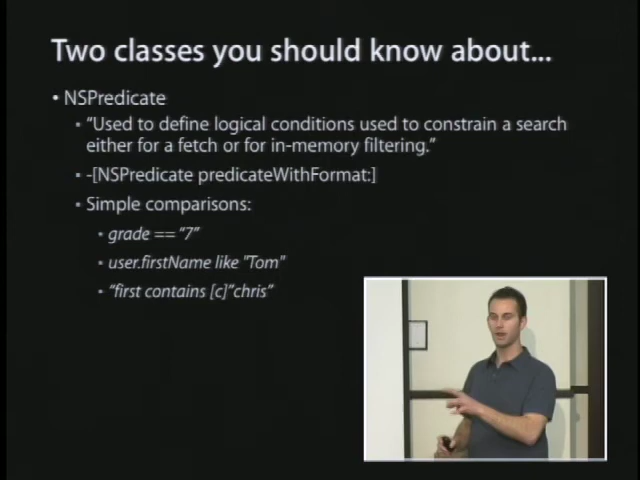 Two classes you should know about...
• NSPredicate
• “Used to define logical conditions used to constrain a search
either for a fetch or for in-memory filtering.”
• -[NSPredicate predicateWithFormat:]
• Simple comparisons:
• grade == “7”
• user.firstName like "Tom"
• “first contains [c]”chris”